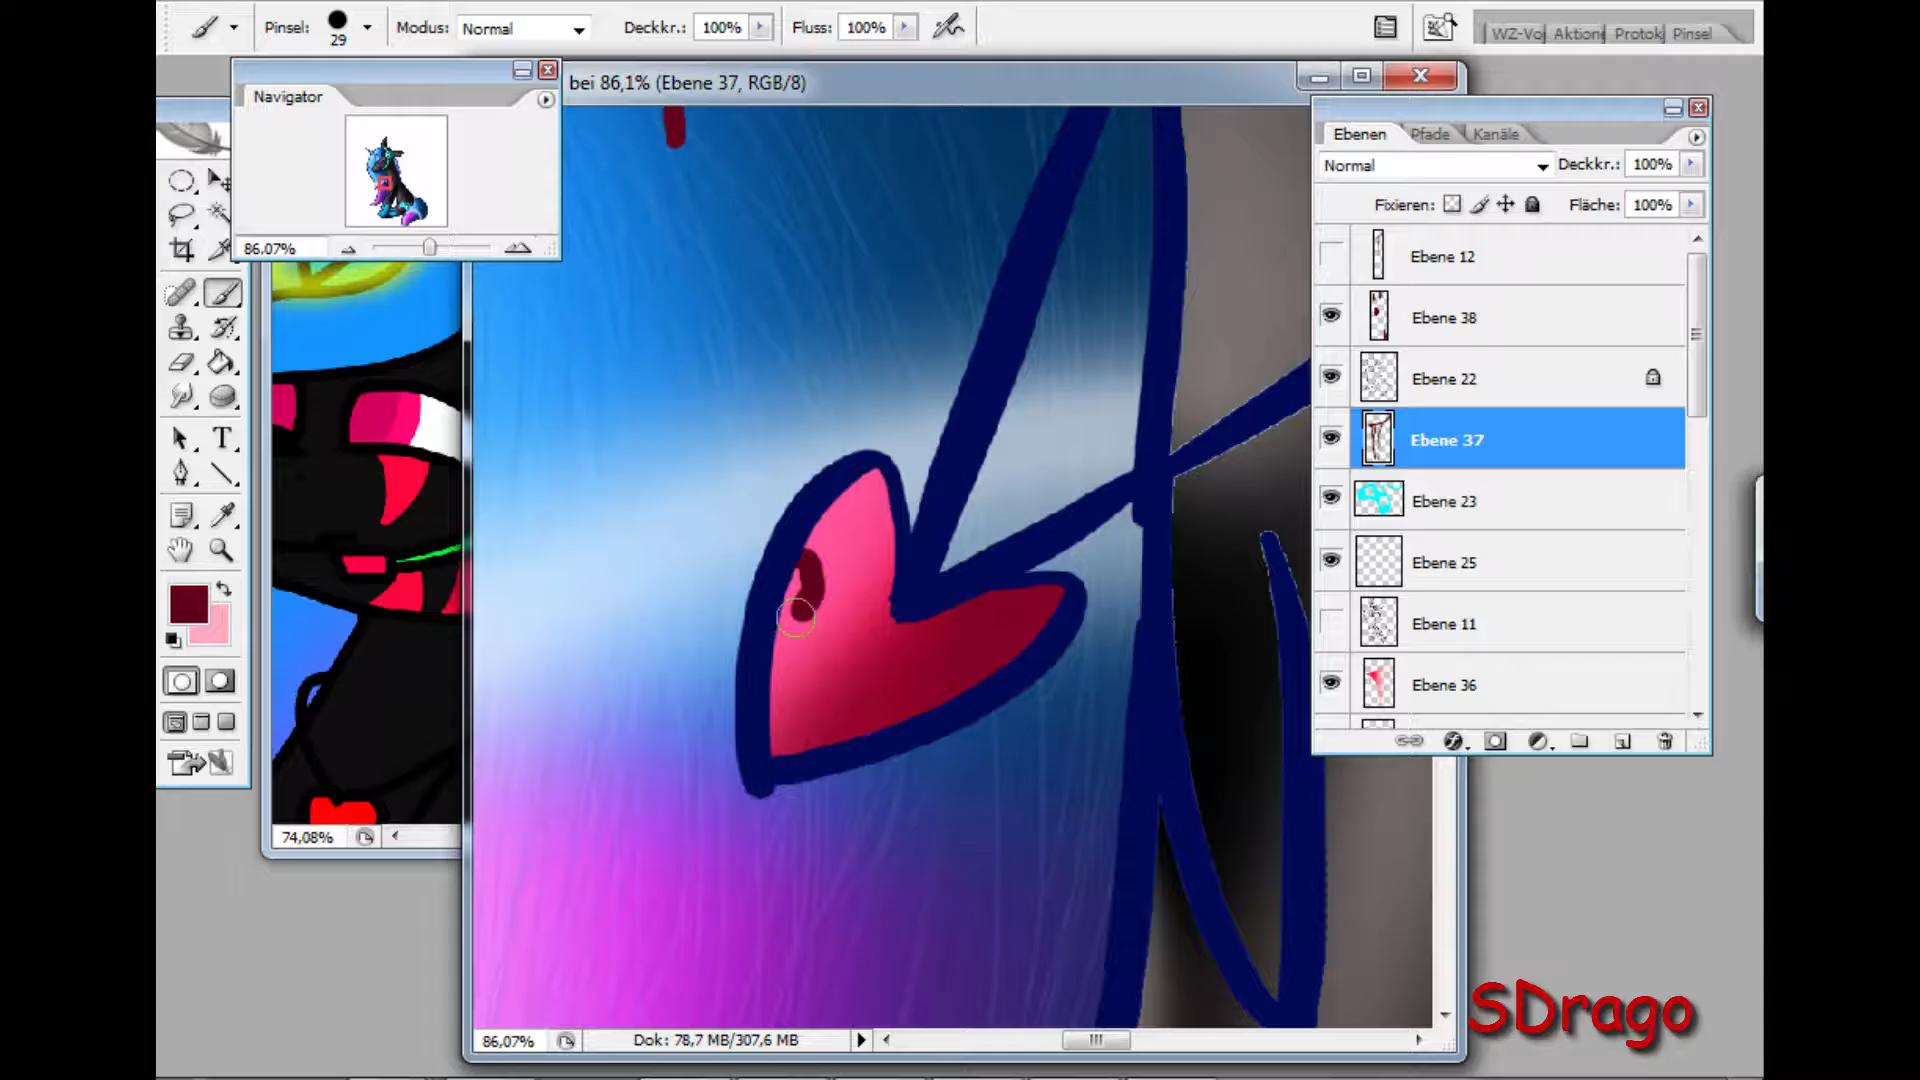 Pinsel: 29 Modus: Normal Deckkr.: 100% Fluss: 100%
WZ-Vo Aktione Protok Pinsel
Navigator
86.07%
bei 86,1% (Ebene 37, RGB/8)
Ebenen Pfade Kanäle
Normal Deckkr.: 100%
Fixieren: Fläche: 100%
Ebene 12
Ebene 38
Ebene 22
Ebene 37
Ebene 23
Ebene 25
Ebene 11
Ebene 36
T
74,08%
86,07% Dok: 78,7 MB/307,6 MB
SDrago